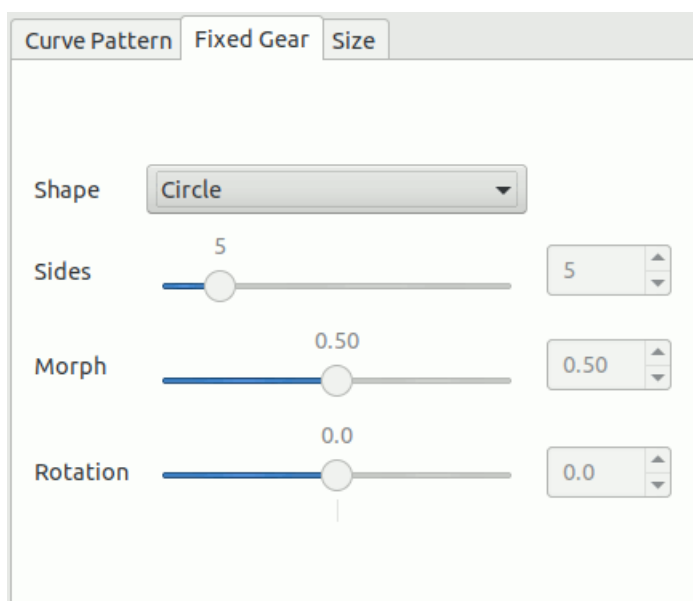 Curve Pattern Fixed Gear Size
Shape Circle
5
Sides 5
0.50
Morph 0.50
0.0
Rotation 0.0